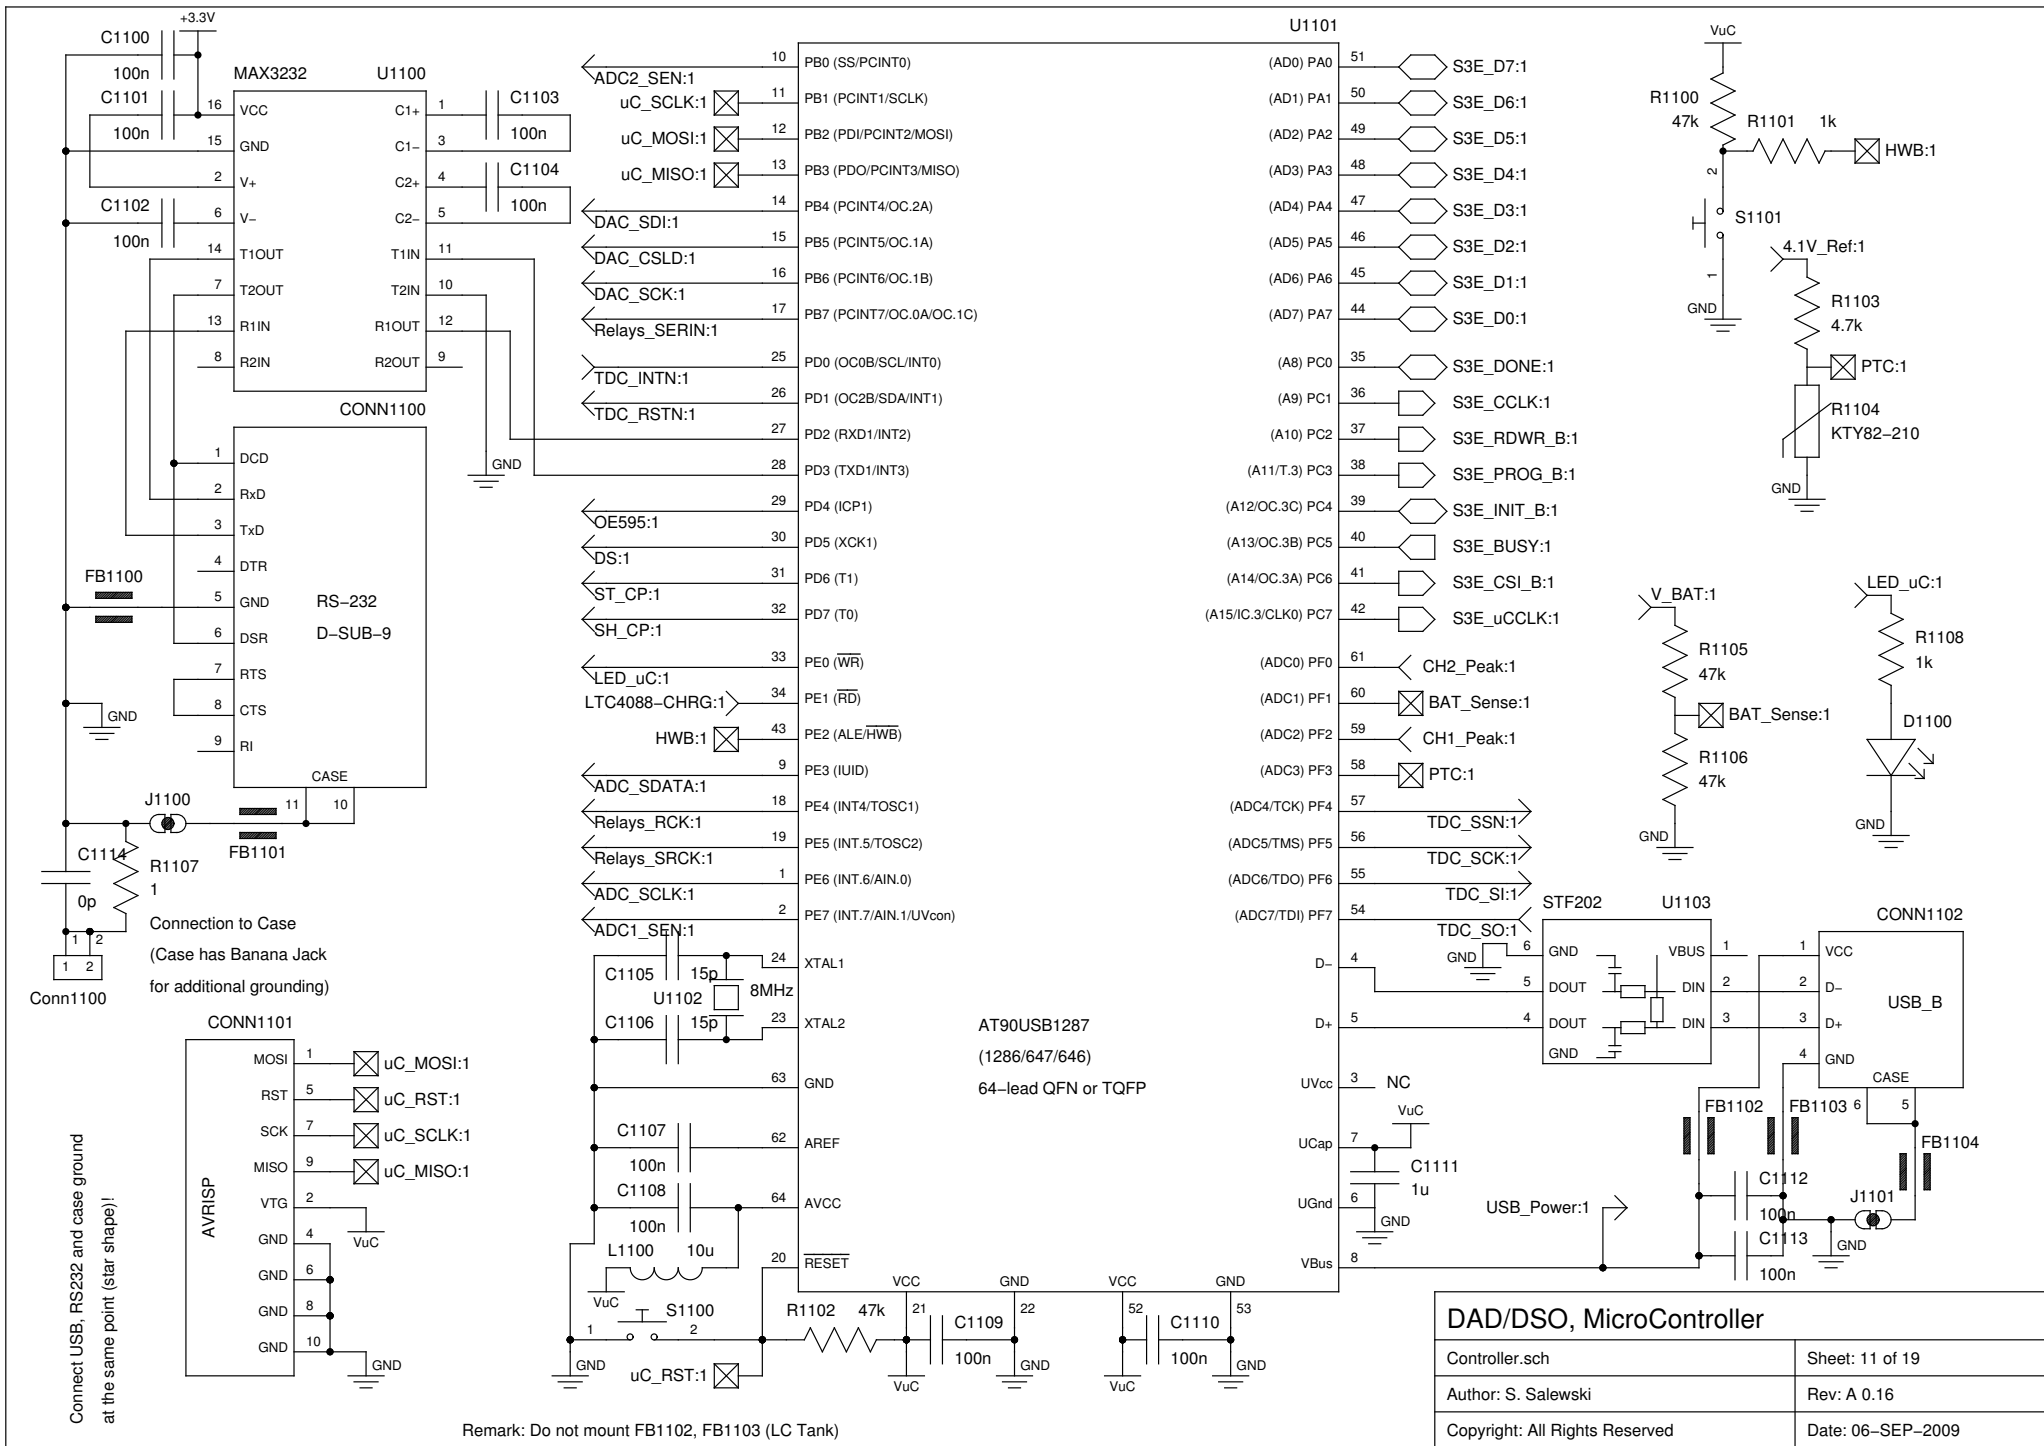 +3.3V
C1100
100n
C1101
100n
MAX3232 U1100
16 VCC
15 GND
2 V+
6 V−
14 T1OUT
7 T2OUT
13 R1IN
8 R2IN
C1+ 1
C1− 3
C2+ 4
C2− 5
T1IN 11
T2IN 10
R1OUT 12
R2OUT 9
C1102
100n
C1103
100n
C1104
100n
GND
CONN1100
1 DCD
2 RxD
3 TxD
4 DTR
5 GND
6 DSR
7 RTS
8 CTS
9 RI
RS−232
D−SUB−9
CASE
11 10
FB1100
GND
J1100
FB1101
C1114
0p
R1107
1
1 2
1 2
Conn1100
Connection to Case
(Case has Banana Jack
for additional grounding)
CONN1101
AVRISP
MOSI 1 uC_MOSI:1
RST 5 uC_RST:1
SCK 7 uC_SCLK:1
MISO 9 uC_MISO:1
VTG 2
VuC
GND 4
GND 6
GND 8
GND 10
GND
Connect USB, RS232 and case ground
at the same point (star shape)!
U1101
ADC2_SEN:1 10 PB0 (SS/PCINT0)
uC_SCLK:1 11 PB1 (PCINT1/SCLK)
uC_MOSI:1 12 PB2 (PDI/PCINT2/MOSI)
uC_MISO:1 13 PB3 (PDO/PCINT3/MISO)
DAC_SDI:1 14 PB4 (PCINT4/OC.2A)
DAC_CSLD:1 15 PB5 (PCINT5/OC.1A)
DAC_SCK:1 16 PB6 (PCINT6/OC.1B)
Relays_SERIN:1 17 PB7 (PCINT7/OC.0A/OC.1C)
TDC_INTN:1 25 PD0 (OC0B/SCL/INT0)
TDC_RSTN:1 26 PD1 (OC2B/SDA/INT1)
27 PD2 (RXD1/INT2)
28 PD3 (TXD1/INT3)
OE595:1 29 PD4 (ICP1)
DS:1 30 PD5 (XCK1)
ST_CP:1 31 PD6 (T1)
SH_CP:1 32 PD7 (T0)
LED_uC:1 33 PE0 (WR)
LTC4088−CHRG:1 34 PE1 (RD)
HWB:1 43 PE2 (ALE/HWB)
ADC_SDATA:1 9 PE3 (IUID)
Relays_RCK:1 18 PE4 (INT4/TOSC1)
Relays_SRCK:1 19 PE5 (INT.5/TOSC2)
ADC_SCLK:1 1 PE6 (INT.6/AIN.0)
ADC1_SEN:1 2 PE7 (INT.7/AIN.1/UVcon)
24 XTAL1
23 XTAL2
63 GND
62 AREF
64 AVCC
20 RESET
C1105 15p
U1102 8MHz
C1106 15p
C1107
100n
C1108
100n
L1100 10u
VuC
S1100
1 2
GND
uC_RST:1
R1102 47k
VCC 21
GND 22
C1109
100n
VuC
GND
VCC 52
GND 53
C1110
100n
VuC
GND
AT90USB1287
(1286/647/646)
64−lead QFN or TQFP
(AD0) PA0 51 S3E_D7:1
(AD1) PA1 50 S3E_D6:1
(AD2) PA2 49 S3E_D5:1
(AD3) PA3 48 S3E_D4:1
(AD4) PA4 47 S3E_D3:1
(AD5) PA5 46 S3E_D2:1
(AD6) PA6 45 S3E_D1:1
(AD7) PA7 44 S3E_D0:1
(A8) PC0 35 S3E_DONE:1
(A9) PC1 36 S3E_CCLK:1
(A10) PC2 37 S3E_RDWR_B:1
(A11/T.3) PC3 38 S3E_PROG_B:1
(A12/OC.3C) PC4 39 S3E_INIT_B:1
(A13/OC.3B) PC5 40 S3E_BUSY:1
(A14/OC.3A) PC6 41 S3E_CSI_B:1
(A15/IC.3/CLK0) PC7 42 S3E_uCCLK:1
(ADC0) PF0 61 CH2_Peak:1
(ADC1) PF1 60 BAT_Sense:1
(ADC2) PF2 59 CH1_Peak:1
(ADC3) PF3 58 PTC:1
(ADC4/TCK) PF4 57 TDC_SSN:1
(ADC5/TMS) PF5 56 TDC_SCK:1
(ADC6/TDO) PF6 55 TDC_SI:1
(ADC7/TDI) PF7 54 TDC_SO:1
D− 4
D+ 5
UVcc 3 NC
UCap 7
UGnd 6
VBus 8
VuC
C1111
1u
GND
USB_Power:1
VuC
R1100
47k
R1101 1k
HWB:1
2
S1101
1
GND
4.1V_Ref:1
R1103
4.7k
PTC:1
R1104
KTY82−210
GND
V_BAT:1
R1105
47k
BAT_Sense:1
R1106
47k
GND
LED_uC:1
R1108
1k
D1100
GND
STF202 U1103
GND 6 GND VBUS 1
5 DOUT DIN 2
4 DOUT DIN 3
GND
CONN1102
1 VCC
2 D−
3 D+
4 GND
USB_B
CASE
6 5
FB1102 FB1103
FB1104
C1112
100n
C1113
100n
J1101
GND
Remark: Do not mount FB1102, FB1103 (LC Tank)
DAD/DSO, MicroController
Controller.sch Sheet: 11 of 19
Author: S. Salewski Rev: A 0.16
Copyright: All Rights Reserved Date: 06−SEP−2009